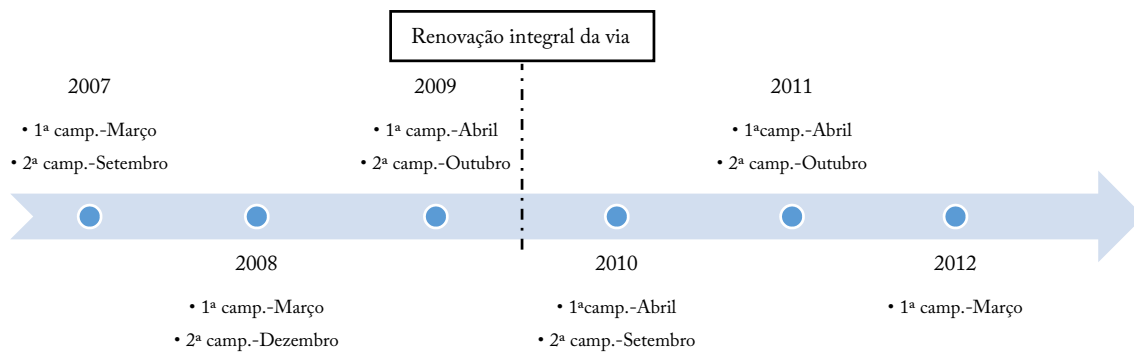 Renovação integral da via
2007
• 1ª camp.-Março
• 2ª camp.-Setembro
2008
• 1ª camp.-Março
• 2ª camp.-Dezembro
2009
• 1ª camp.-Abril
• 2ª camp.-Outubro
2010
• 1ªcamp.-Abril
• 2ª camp.-Setembro
2011
• 1ªcamp.-Abril
• 2ª camp.-Outubro
2012
• 1ª camp.-Março